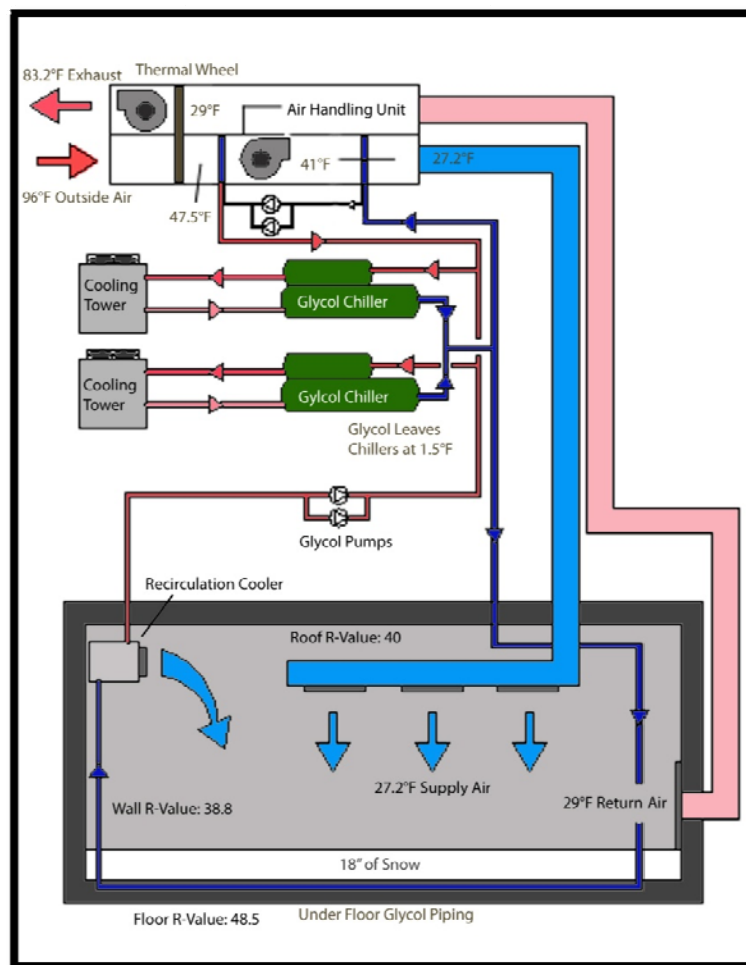 Thermal Wheel
83.2°F Exhaust
29°F
Air Handling Unit
41°F
27.2°F
96°F Outside Air
47.5°F
Cooling
Tower
Glycol Chiller
Cooling
Tower
Gylcol Chiller
Glycol Leaves
Chillers at 1.5°F
Glycol Pumps
Recirculation Cooler
Roof R-Value: 40
27.2°F Supply Air
29°F Return Air
Wall R-Value: 38.8
18" of Snow
Floor R-Value: 48.5
Under Floor Glycol Piping